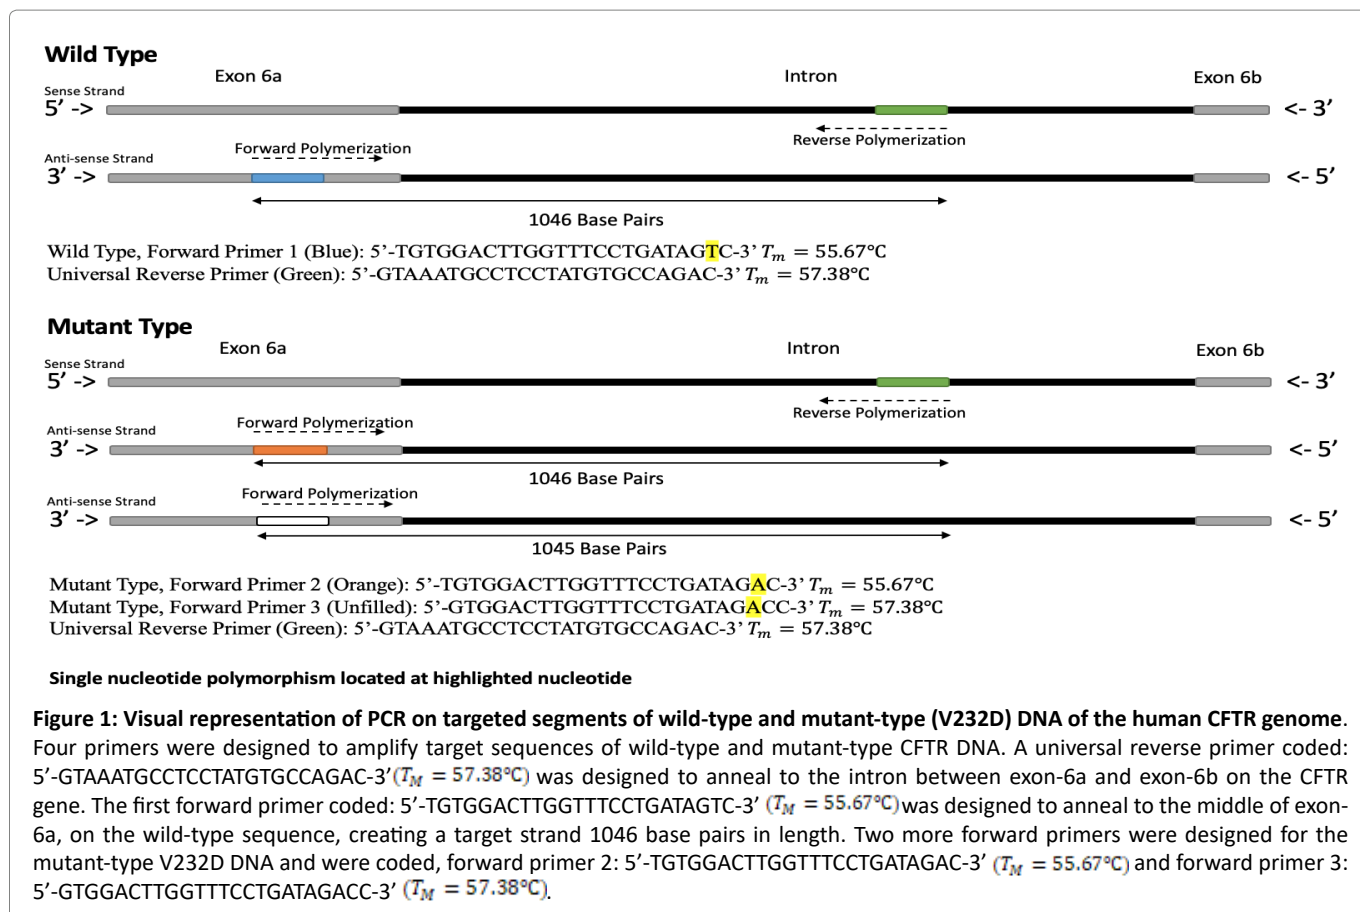 Wild Type
Exon 6a Intron Exon 6b
Sense Strand
5’ -> <- 3’
Reverse Polymerization
Forward Polymerization
Anti-sense Strand
3’ -> <- 5’
1046 Base Pairs
Wild Type, Forward Primer 1 (Blue): 5’-TGTGGACTTGGTTTCCTGATAGTC-3’ Tₘ = 55.67°C
Universal Reverse Primer (Green): 5’-GTAAATGCCTCCTATGTGCCAGAC-3’ Tₘ = 57.38°C
Mutant Type
Exon 6a Intron Exon 6b
Sense Strand
5’ -> <- 3’
Reverse Polymerization
Forward Polymerization
Anti-sense Strand
3’ -> <- 5’
1046 Base Pairs
Forward Polymerization
Anti-sense Strand
3’ -> <- 5’
1045 Base Pairs
Mutant Type, Forward Primer 2 (Orange): 5’-TGTGGACTTGGTTTCCTGATAGAC-3’ Tₘ = 55.67°C
Mutant Type, Forward Primer 3 (Unfilled): 5’-GTGGACTTGGTTTCCTGATAGACC-3’ Tₘ = 57.38°C
Universal Reverse Primer (Green): 5’-GTAAATGCCTCCTATGTGCCAGAC-3’ Tₘ = 57.38°C
Single nucleotide polymorphism located at highlighted nucleotide
Figure 1: Visual representation of PCR on targeted segments of wild-type and mutant-type (V232D) DNA of the human CFTR genome.
Four primers were designed to amplify target sequences of wild-type and mutant-type CFTR DNA. A universal reverse primer coded:
5’-GTAAATGCCTCCTATGTGCCAGAC-3’ (T_M = 57.38°C) was designed to anneal to the intron between exon-6a and exon-6b on the CFTR
gene. The first forward primer coded: 5’-TGTGGACTTGGTTTCCTGATAGTC-3’ (T_M = 55.67°C) was designed to anneal to the middle of exon-
6a, on the wild-type sequence, creating a target strand 1046 base pairs in length. Two more forward primers were designed for the
mutant-type V232D DNA and were coded, forward primer 2: 5’-TGTGGACTTGGTTTCCTGATAGAC-3’ (T_M = 55.67°C) and forward primer 3:
5’-GTGGACTTGGTTTCCTGATAGACC-3’ (T_M = 57.38°C).